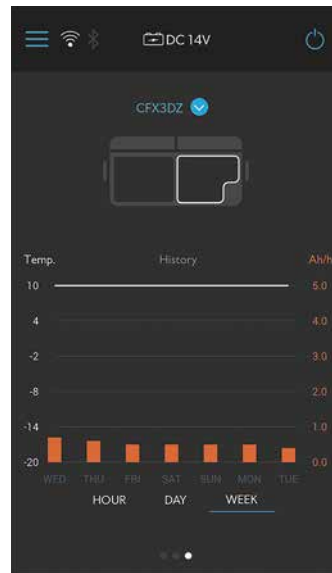 DC 14V
CFX3DZ
Temp. History Ah/h
10 5.0
4 4.0
-2 3.0
-8 2.0
-14 1.0
-20 0.0
WED THU FRI SAT SUN MON TUE
HOUR DAY WEEK